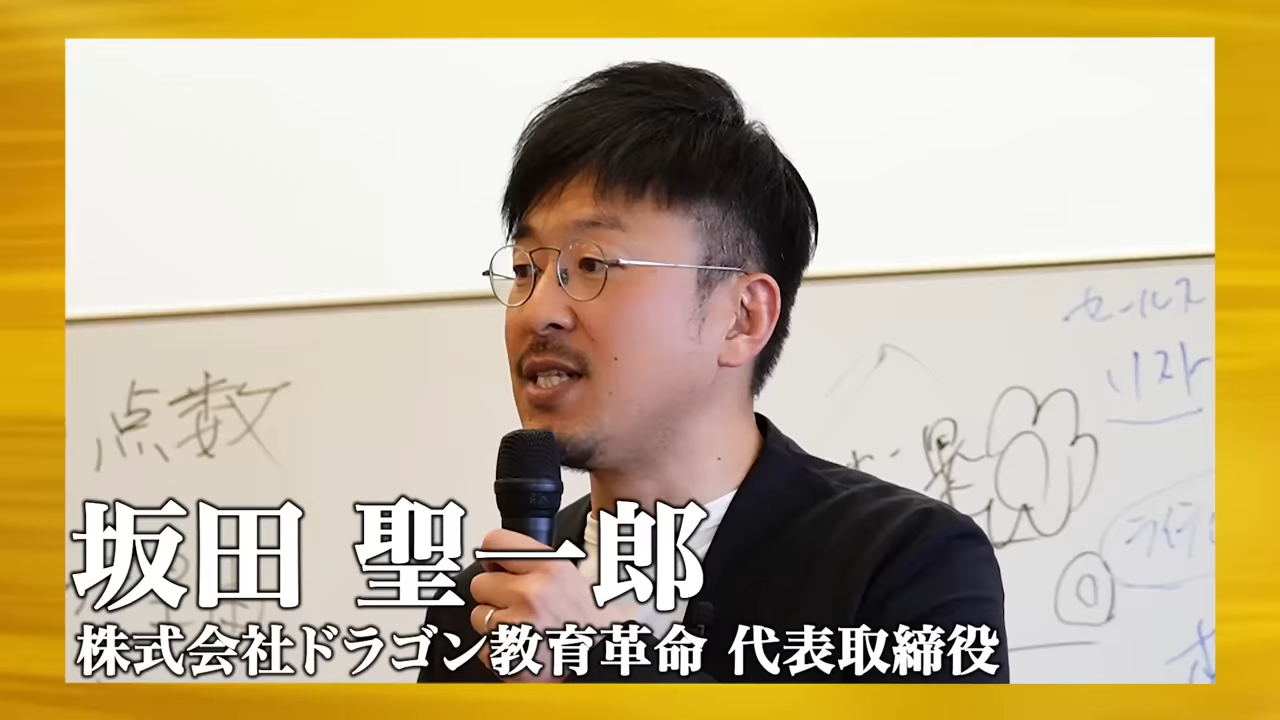 セールス
リスト
点数
坂田 聖一郎
株式会社ドラゴン教育革命 代表取締役